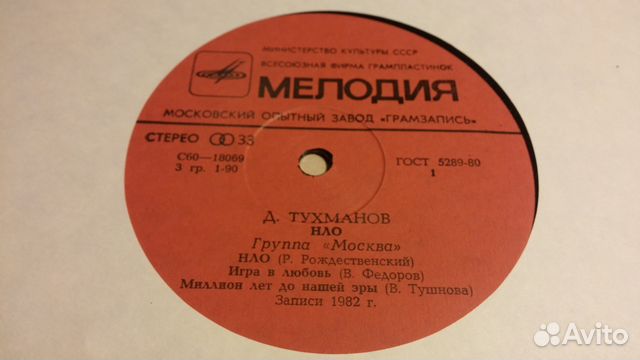 МИНИСТЕРСТВО КУЛЬТУРЫ СССР
ВСЕСОЮЗНАЯ ФИРМА ГРАМПЛАСТИНОК
МЕЛОДИЯ
МОСКОВСКИЙ ОПЫТНЫЙ ЗАВОД «ГРАМЗАПИСЬ»
СТЕРЕО 33
С60—18069
3 гр. 1-90
ГОСТ 5289-80
1
Д. ТУХМАНОВ
НЛО
Группа «Москва»
НЛО (Р. Рождественский)
Игра в любовь (В. Федоров)
Миллион лет до нашей эры (В. Тушнова)
Записи 1982 г.
Avito